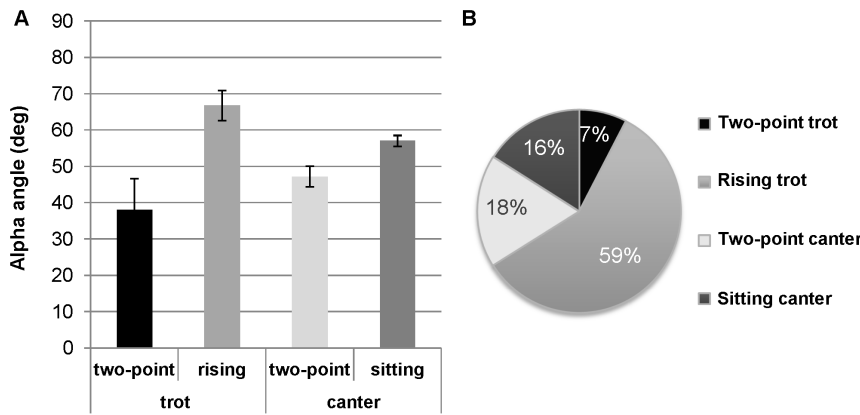 A
90
80
70
60
50
40
30
20
10
0
Alpha angle (deg)
two-point rising two-point sitting
trot canter
B
7%
16%
18%
59%
Two-point trot
Rising trot
Two-point canter
Sitting canter